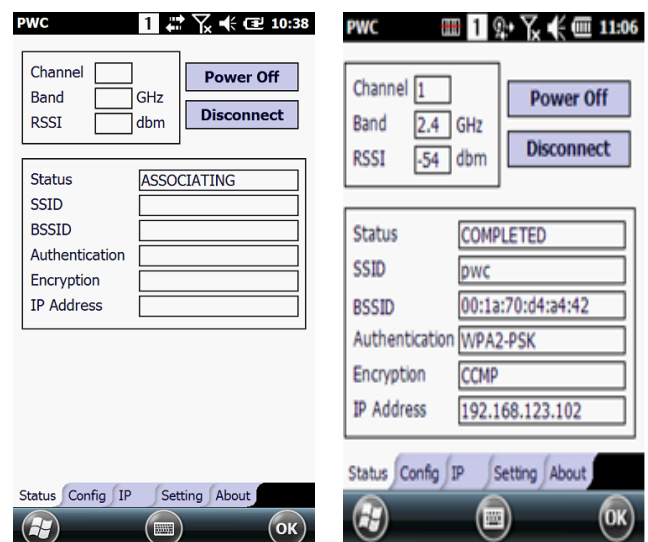 PWC 1 10:38
Channel
Power Off
Band GHz
RSSI dbm
Disconnect
Status ASSOCIATING
SSID
BSSID
Authentication
Encryption
IP Address
Status Config IP Setting About
OK
PWC 1 11:06
Channel 1
Power Off
Band 2.4 GHz
RSSI -54 dbm
Disconnect
Status COMPLETED
SSID pwc
BSSID 00:1a:70:d4:a4:42
Authentication WPA2-PSK
Encryption CCMP
IP Address 192.168.123.102
Status Config IP Setting About
OK